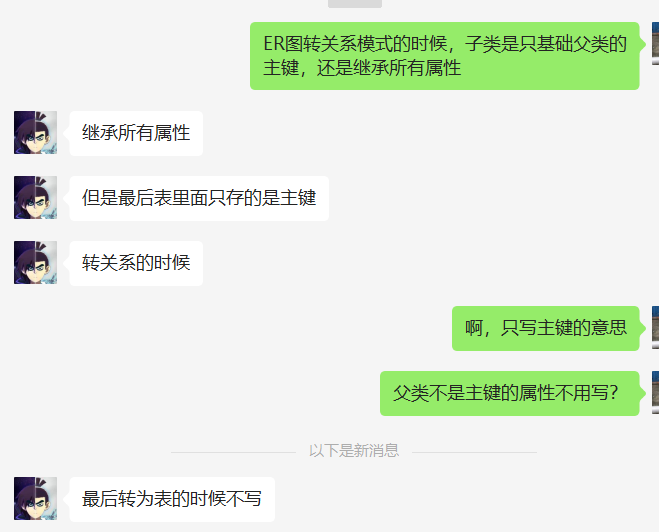 ER图转关系模式的时候，子类是只基础父类的
主键，还是继承所有属性
继承所有属性
但是最后表里面只存的是主键
转关系的时候
啊，只写主键的意思
父类不是主键的属性不用写？
以下是新消息
最后转为表的时候不写